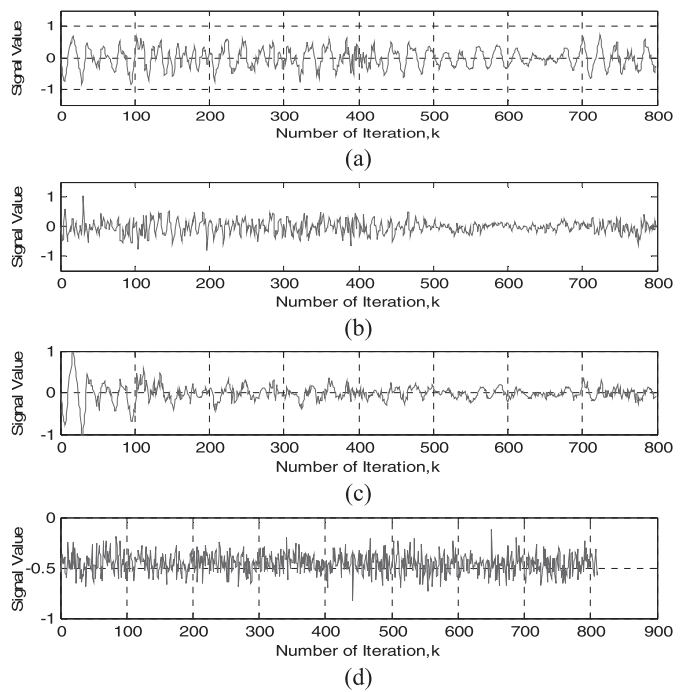 Signal Value
1
0
-1
0 100 200 300 400 500 600 700 800
Number of Iteration,k
(a)
Signal Value
1
0
-1
0 100 200 300 400 500 600 700 800
Number of Iteration,k
(b)
Signal Value
1
0
-1
0 100 200 300 400 500 600 700 800
Number of Iteration,k
(c)
Signal Value
0
-0.5
-1
0 100 200 300 400 500 600 700 800 900
Number of Iteration,k
(d)